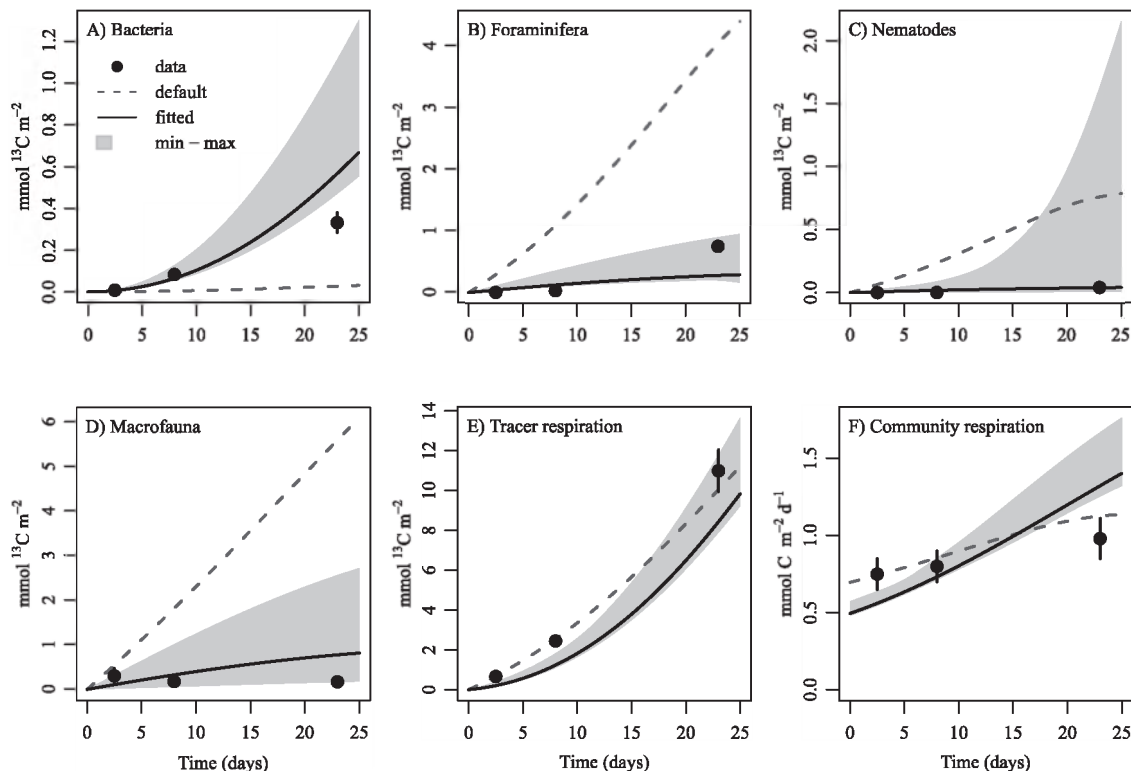 A) Bacteria
data
default
fitted
min – max
mmol ¹³C m⁻²
0.0 0.2 0.4 0.6 0.8 1.0 1.2
0 5 10 15 20 25
B) Foraminifera
mmol ¹³C m⁻²
0 1 2 3 4
0 5 10 15 20 25
C) Nematodes
mmol ¹³C m⁻²
0.0 0.5 1.0 1.5 2.0
0 5 10 15 20 25
D) Macrofauna
mmol ¹³C m⁻²
0 1 2 3 4 5 6
0 5 10 15 20 25
Time (days)
E) Tracer respiration
mmol ¹³C m⁻²
0 2 4 6 8 10 12 14
0 5 10 15 20 25
Time (days)
F) Community respiration
mmol C m⁻² d⁻¹
0.0 0.5 1.0 1.5
0 5 10 15 20 25
Time (days)